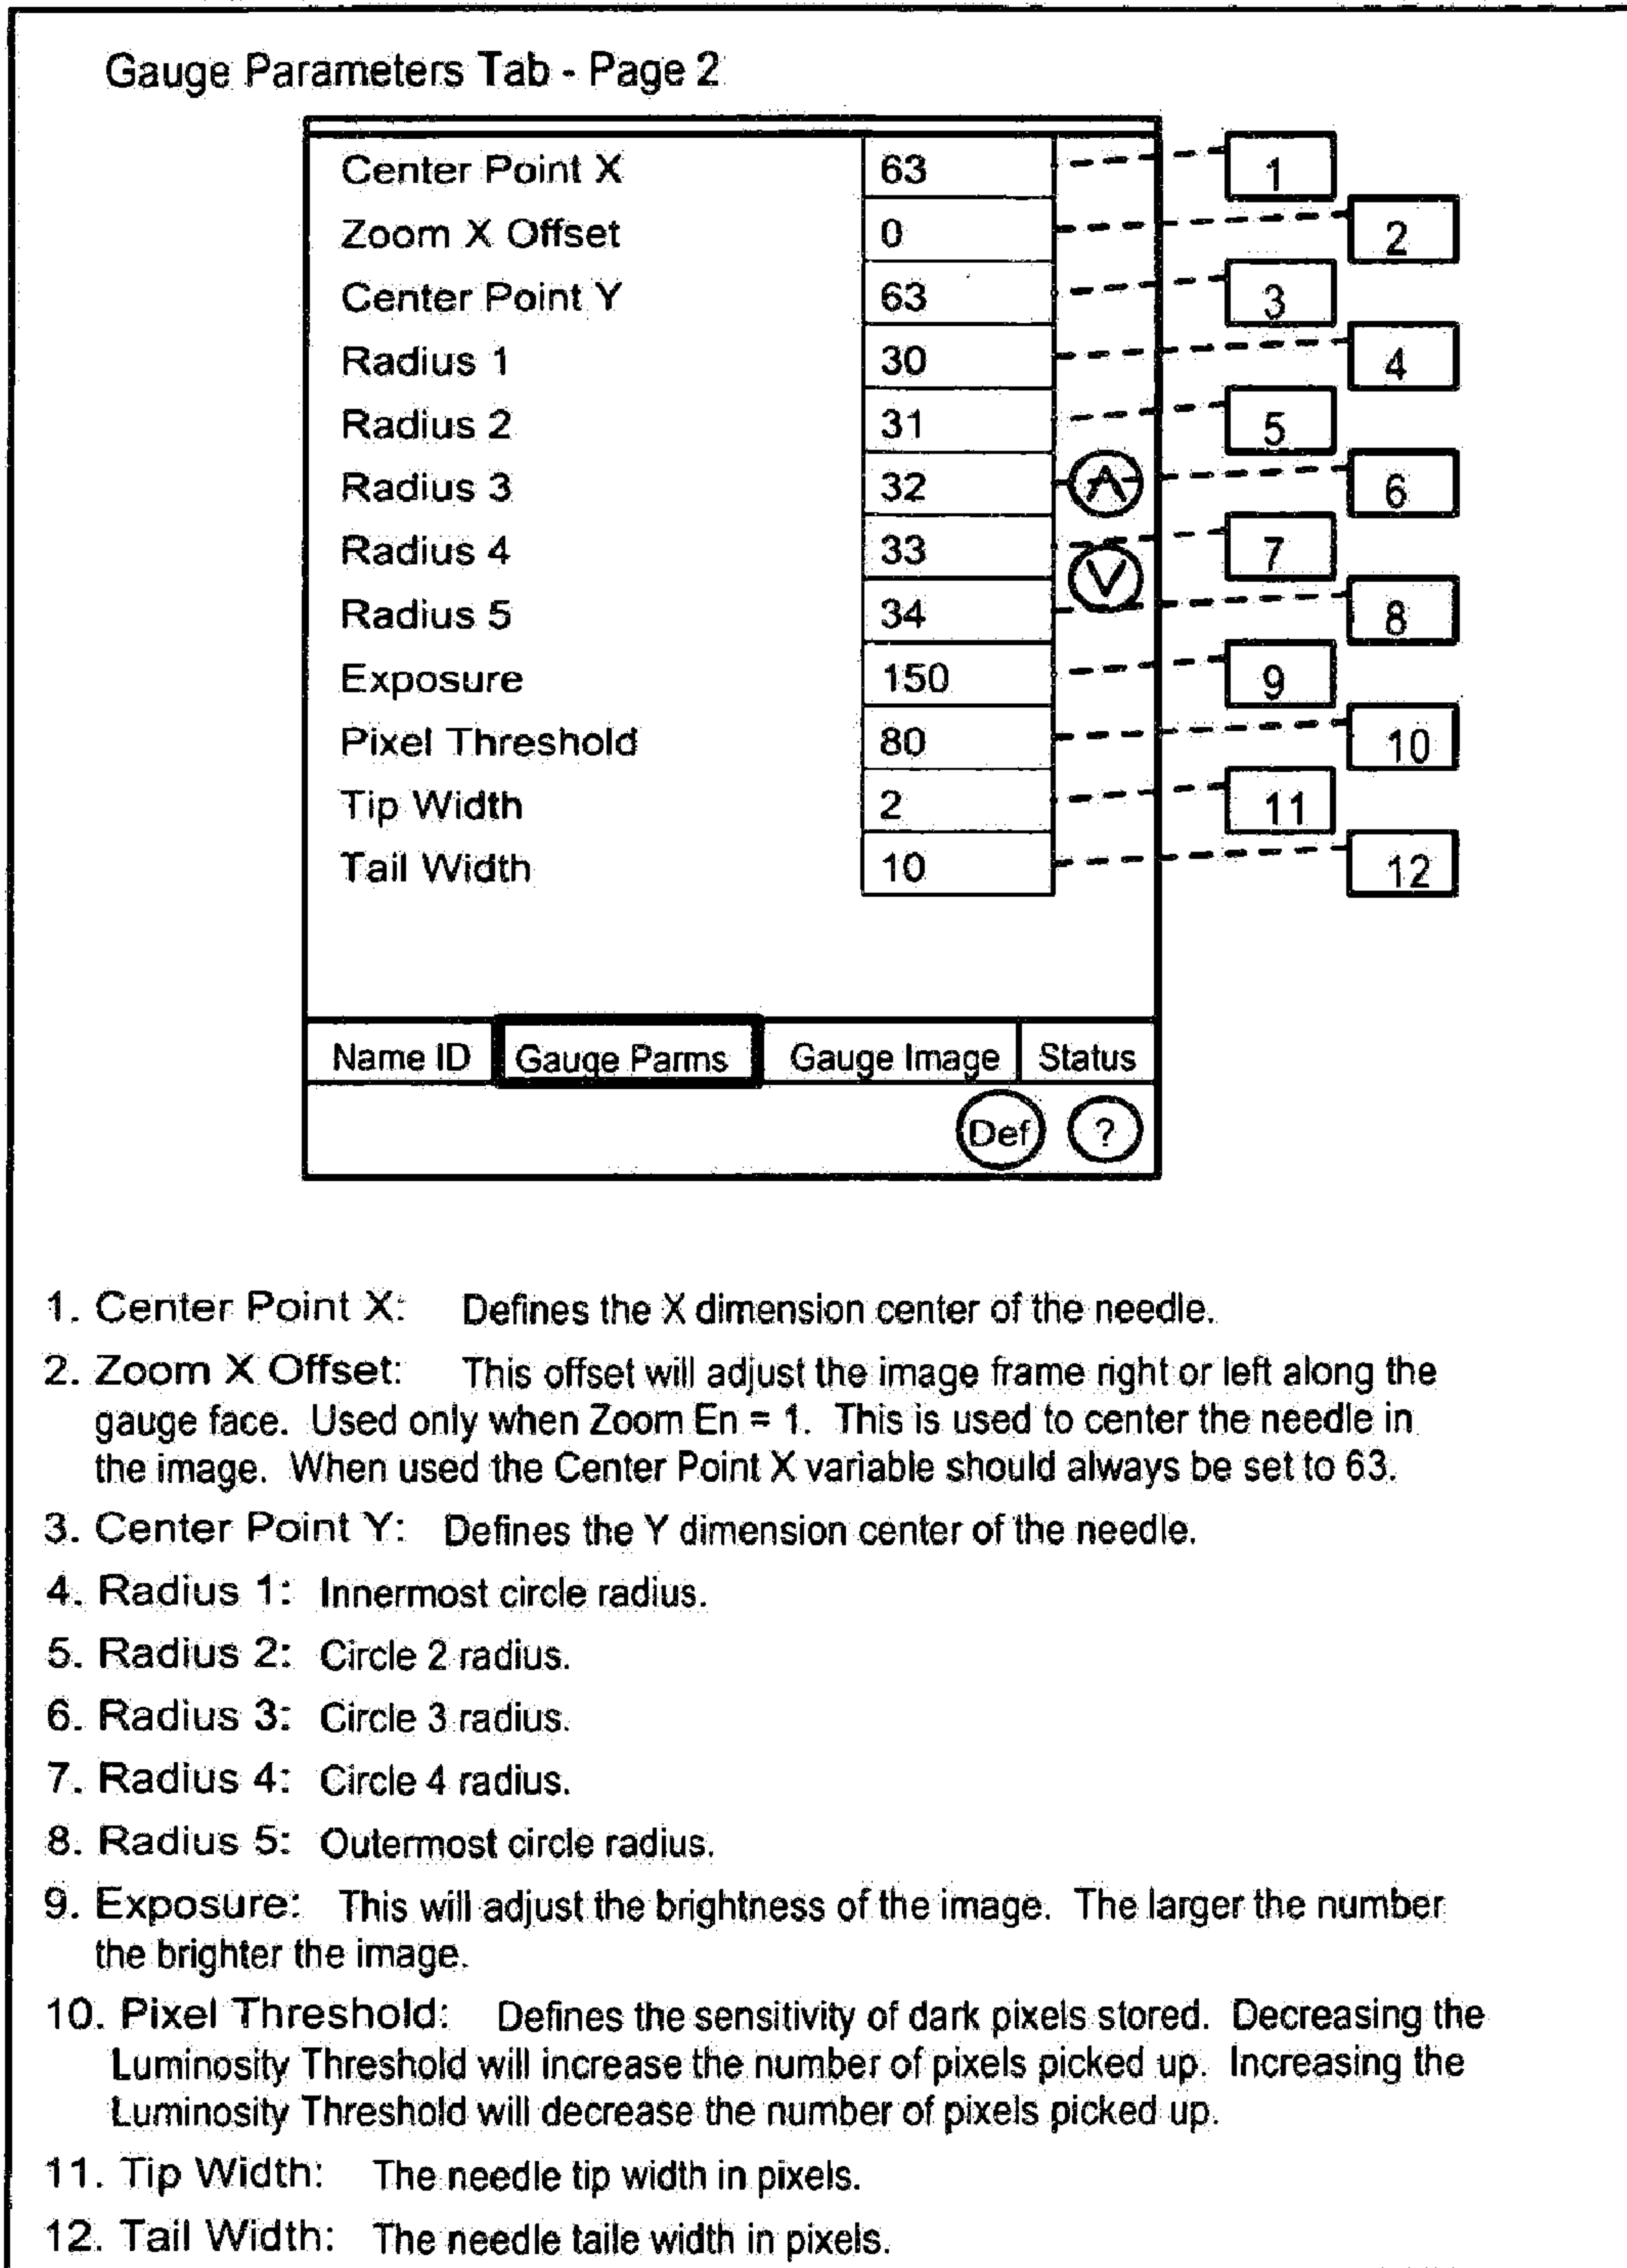 Gauge Parameters Tab - Page 2
Center Point X 63 1
Zoom X Offset 0 2
Center Point Y 63 3
Radius 1 30 4
Radius 2 31 5
Radius 3 32 6
Radius 4 33 7
Radius 5 34 8
Exposure 150 9
Pixel Threshold 80 10
Tip Width 2 11
Tail Width 10 12
Name ID Gauge Parms Gauge Image Status
Def ?
1. Center Point X: Defines the X dimension center of the needle.
2. Zoom X Offset: This offset will adjust the image frame right or left along the
gauge face. Used only when Zoom En = 1. This is used to center the needle in
the image. When used the Center Point X variable should always be set to 63.
3. Center Point Y: Defines the Y dimension center of the needle.
4. Radius 1: Innermost circle radius.
5. Radius 2: Circle 2 radius.
6. Radius 3: Circle 3 radius.
7. Radius 4: Circle 4 radius.
8. Radius 5: Outermost circle radius.
9. Exposure: This will adjust the brightness of the image. The larger the number
the brighter the image.
10. Pixel Threshold: Defines the sensitivity of dark pixels stored. Decreasing the
Luminosity Threshold will increase the number of pixels picked up. Increasing the
Luminosity Threshold will decrease the number of pixels picked up.
11. Tip Width: The needle tip width in pixels.
12. Tail Width: The needle taile width in pixels.